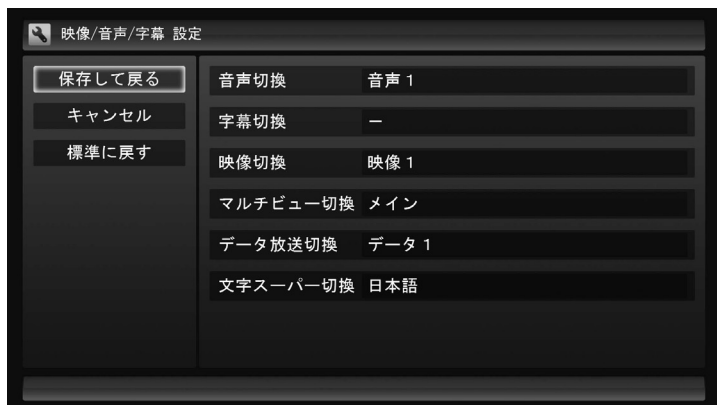 映像/音声/字幕 設定
保存して戻る
キャンセル
標準に戻す
音声切換 音声1
字幕切換 ー
映像切換 映像1
マルチビュー切換 メイン
データ放送切換 データ1
文字スーパー切換 日本語